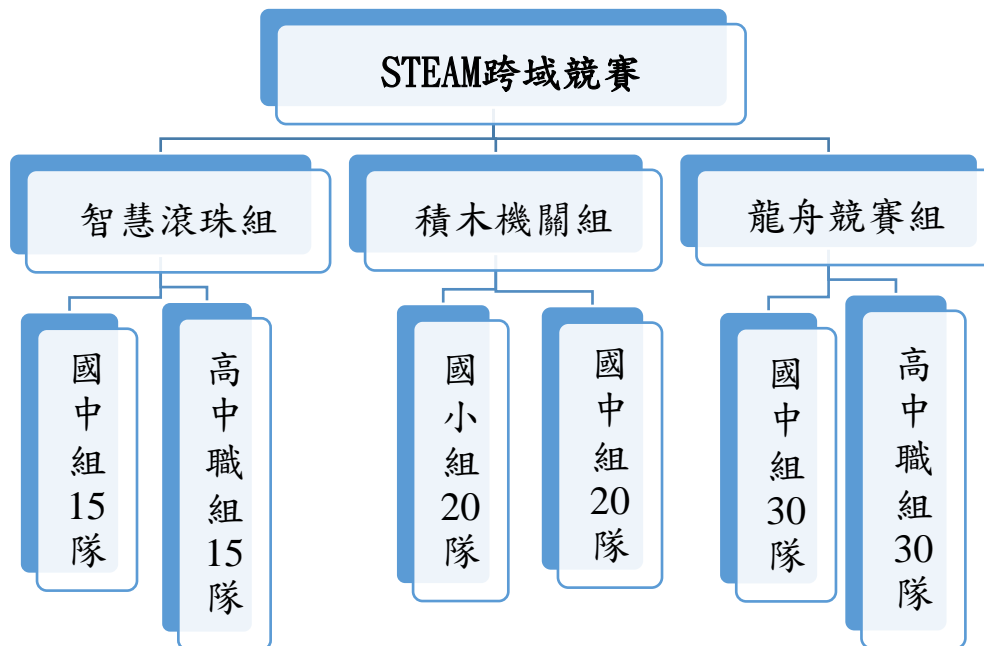 STEAM跨域競賽
智慧滾珠組
積木機關組
龍舟競賽組
國中組15隊
高中職組15隊
國小組20隊
國中組20隊
國中組30隊
高中職組30隊